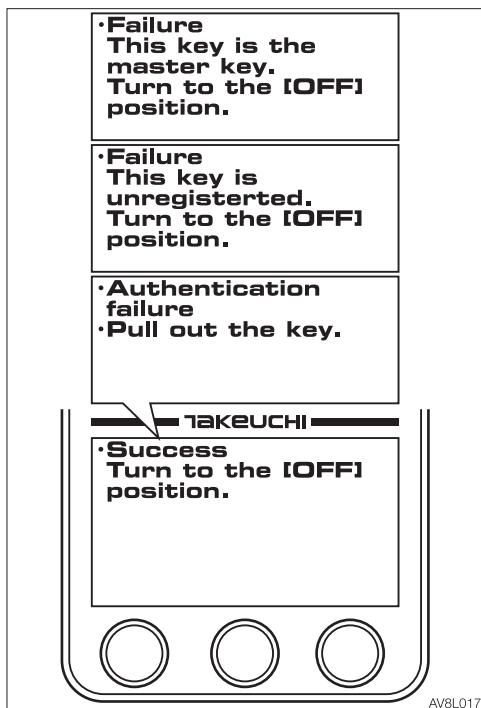 ·Failure
This key is the
master key.
Turn to the [OFF]
position.
·Failure
This key is
unregisterted.
Turn to the [OFF]
position.
·Authentication
failure
·Pull out the key.
TAKEUCHI
·Success
Turn to the [OFF]
position.
AV8L017